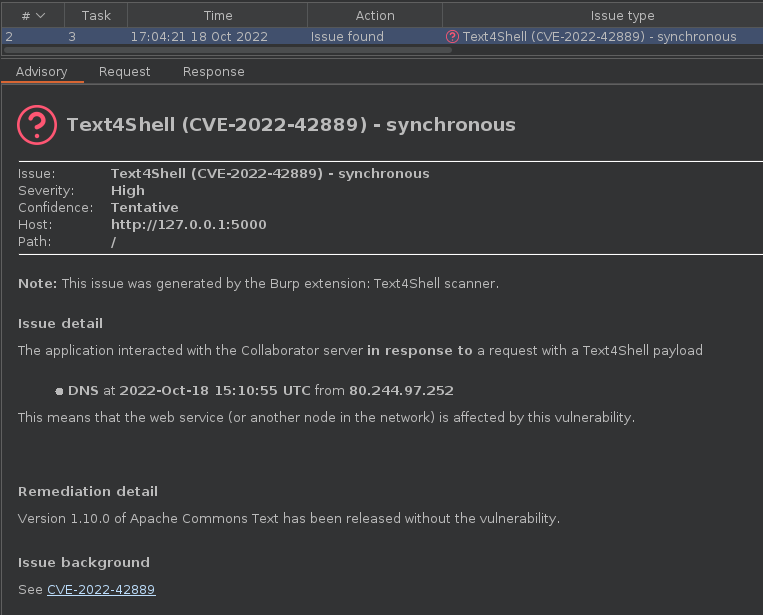 # Task Time Action Issue type
2 3 17:04:21 18 Oct 2022 Issue found Text4Shell (CVE-2022-42889) - synchronous
Advisory Request Response
Text4Shell (CVE-2022-42889) - synchronous
Issue: Text4Shell (CVE-2022-42889) - synchronous
Severity: High
Confidence: Tentative
Host: http://127.0.0.1:5000
Path: /
Note: This issue was generated by the Burp extension: Text4Shell scanner.
Issue detail
The application interacted with the Collaborator server in response to a request with a Text4Shell payload
● DNS at 2022-Oct-18 15:10:55 UTC from 80.244.97.252
This means that the web service (or another node in the network) is affected by this vulnerability.
Remediation detail
Version 1.10.0 of Apache Commons Text has been released without the vulnerability.
Issue background
See CVE-2022-42889